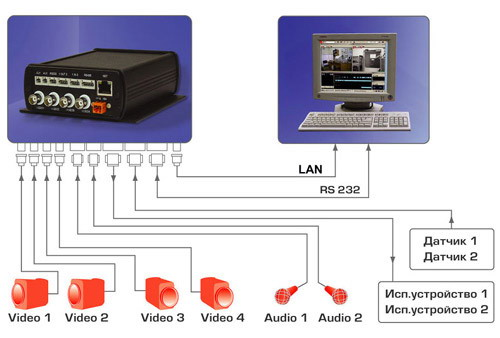 LAN
RS 232
Датчик 1
Датчик 2
Исп.устройство 1
Исп.устройство 2
Video 1 Video 2 Video 3 Video 4 Audio 1 Audio 2